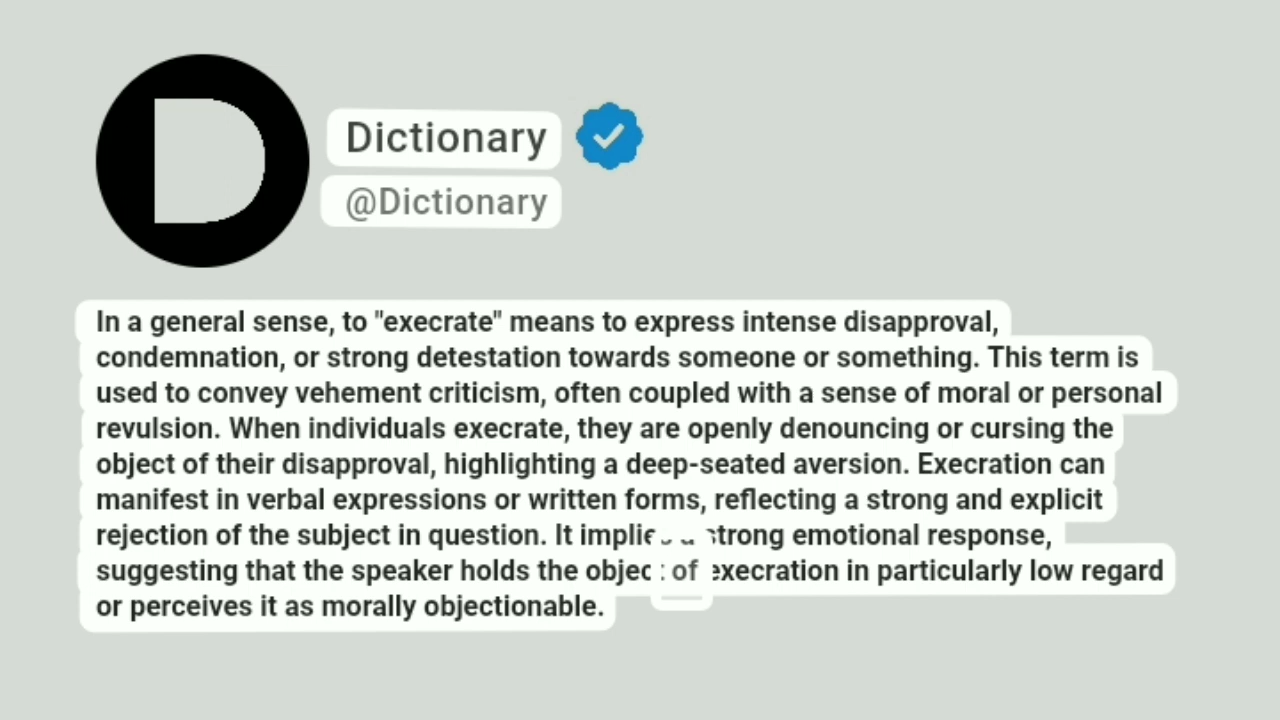 D
Dictionary
@Dictionary
In a general sense, to "execrate" means to express intense disapproval,
condemnation, or strong detestation towards someone or something. This term is
used to convey vehement criticism, often coupled with a sense of moral or personal
revulsion. When individuals execrate, they are openly denouncing or cursing the
object of their disapproval, highlighting a deep-seated aversion. Execration can
manifest in verbal expressions or written forms, reflecting a strong and explicit
rejection of the subject in question. It implies a strong emotional response,
suggesting that the speaker holds the object of execration in particularly low regard
or perceives it as morally objectionable.